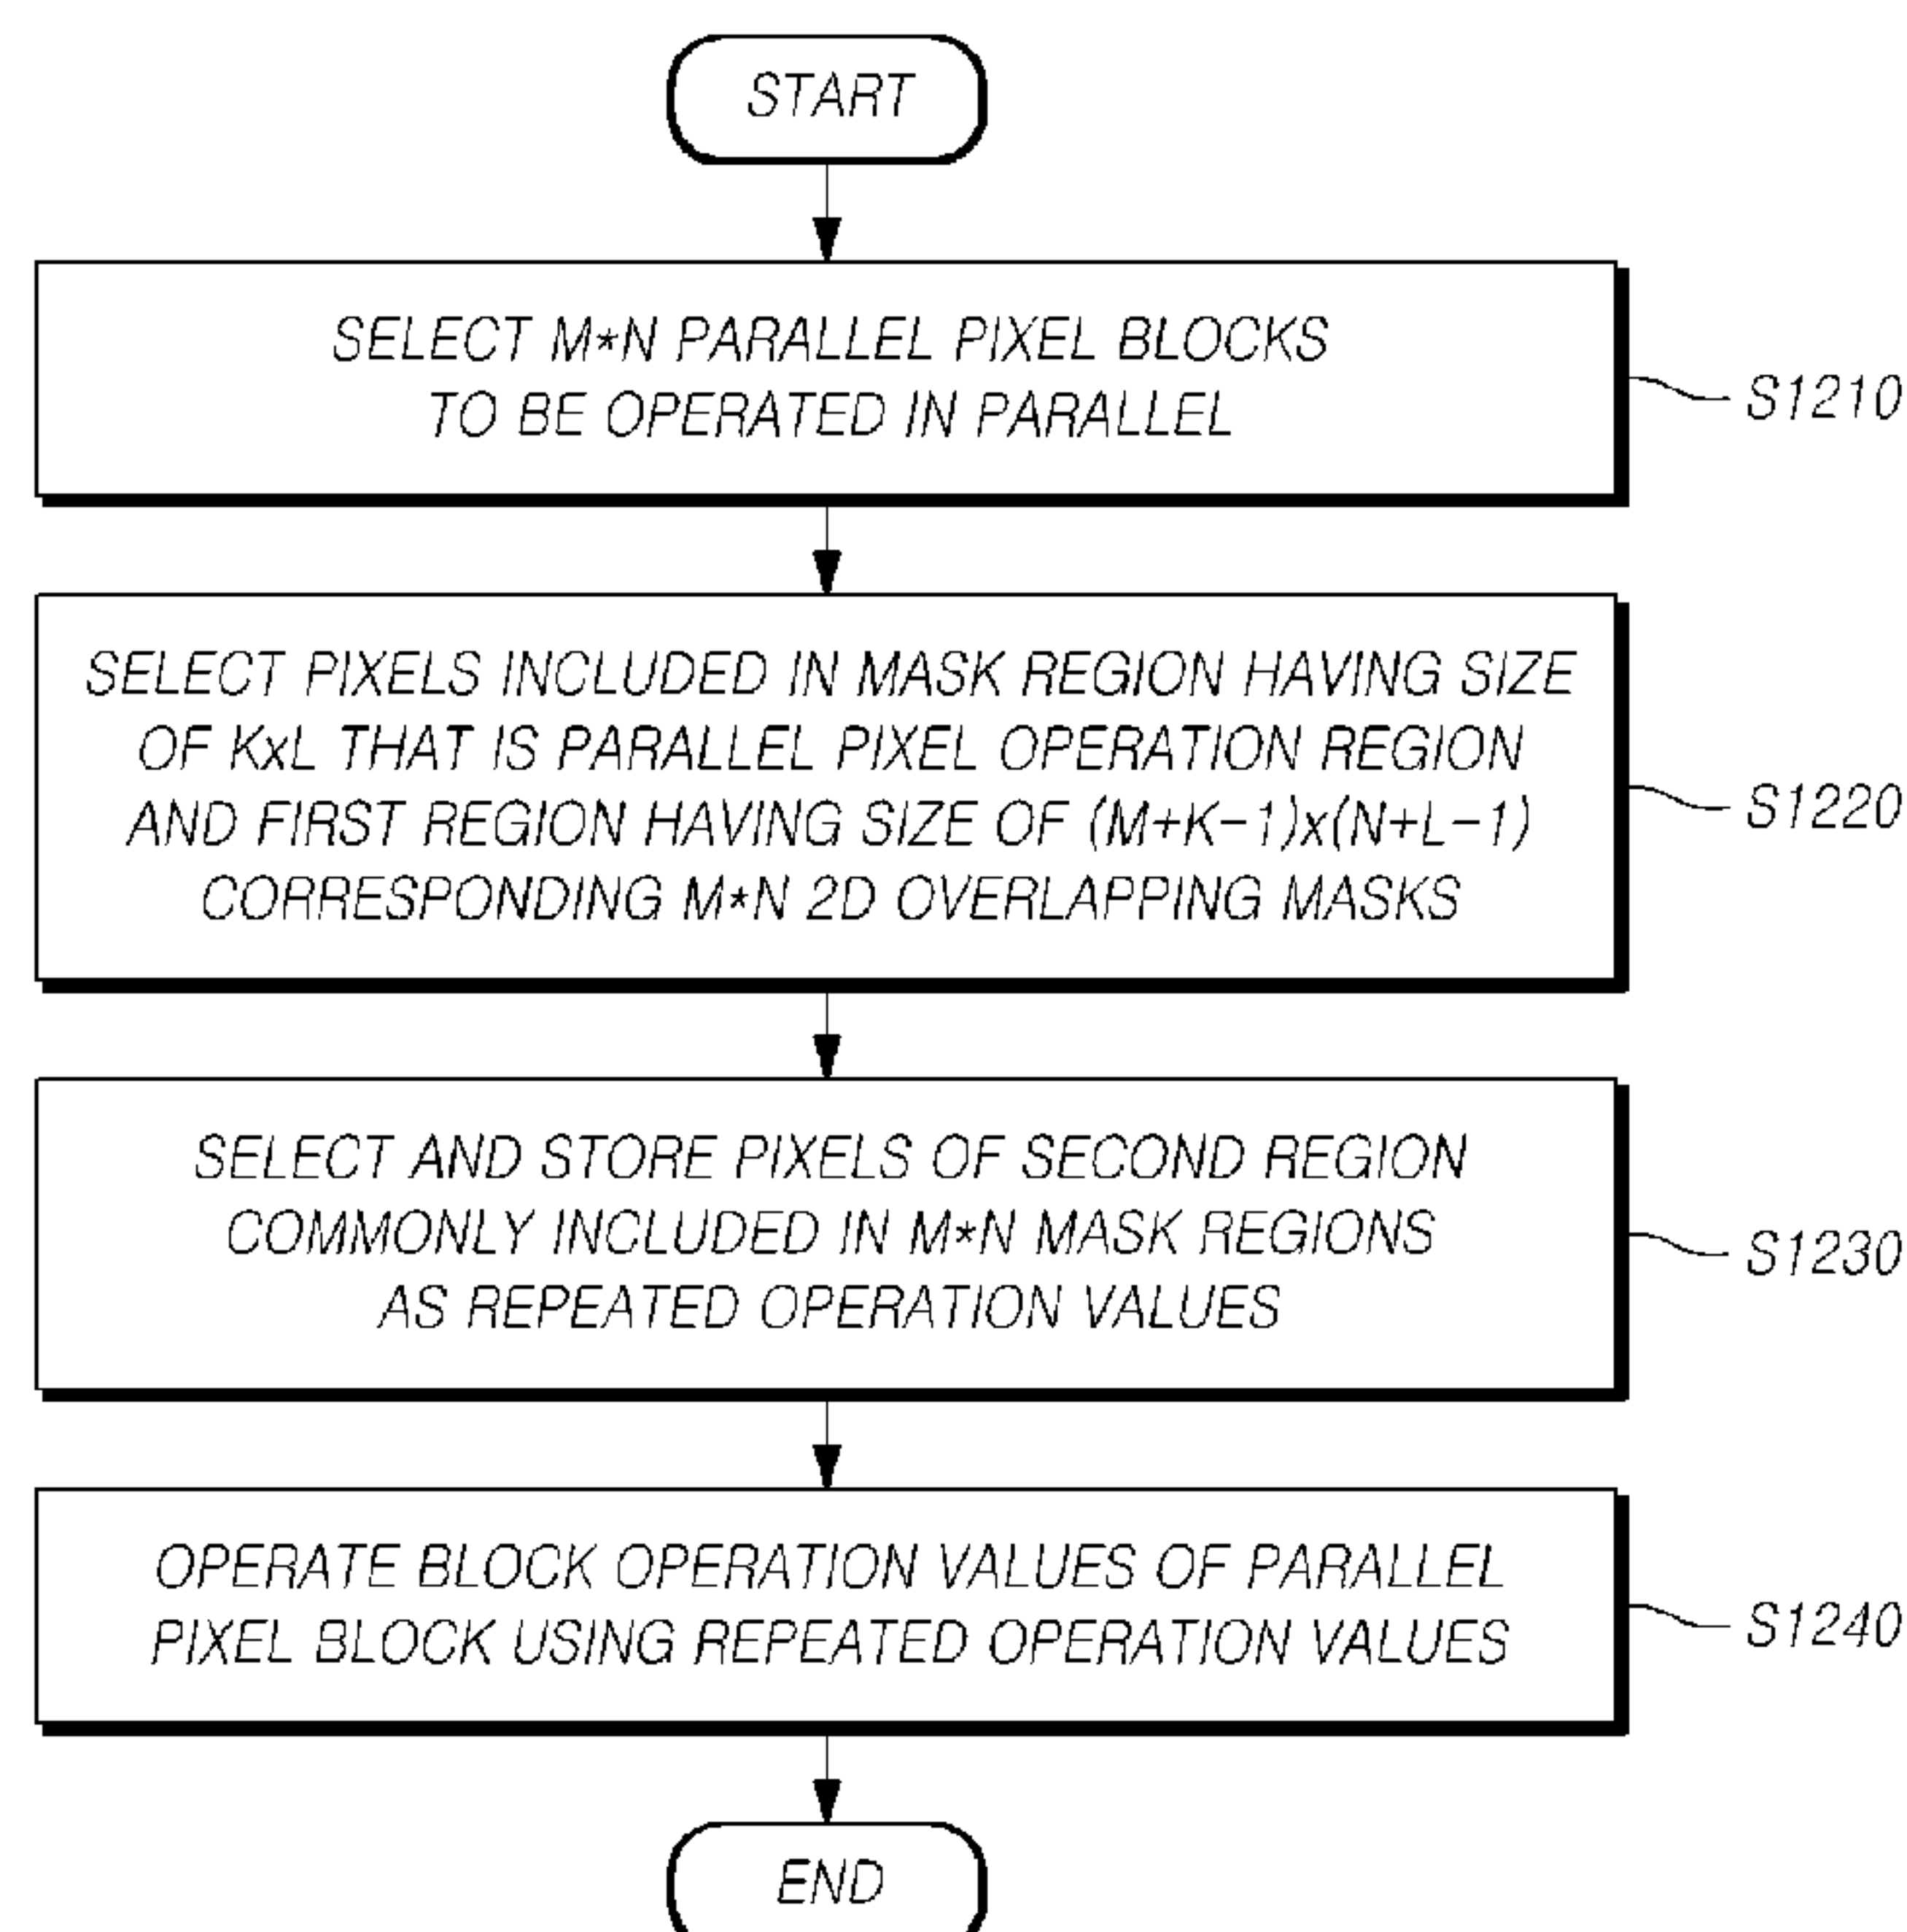 START
SELECT M*N PARALLEL PIXEL BLOCKS
TO BE OPERATED IN PARALLEL
S1210
SELECT PIXELS INCLUDED IN MASK REGION HAVING SIZE
OF KxL THAT IS PARALLEL PIXEL OPERATION REGION
AND FIRST REGION HAVING SIZE OF (M+K-1)x(N+L-1)
CORRESPONDING M*N 2D OVERLAPPING MASKS
S1220
SELECT AND STORE PIXELS OF SECOND REGION
COMMONLY INCLUDED IN M*N MASK REGIONS
AS REPEATED OPERATION VALUES
S1230
OPERATE BLOCK OPERATION VALUES OF PARALLEL
PIXEL BLOCK USING REPEATED OPERATION VALUES
S1240
END